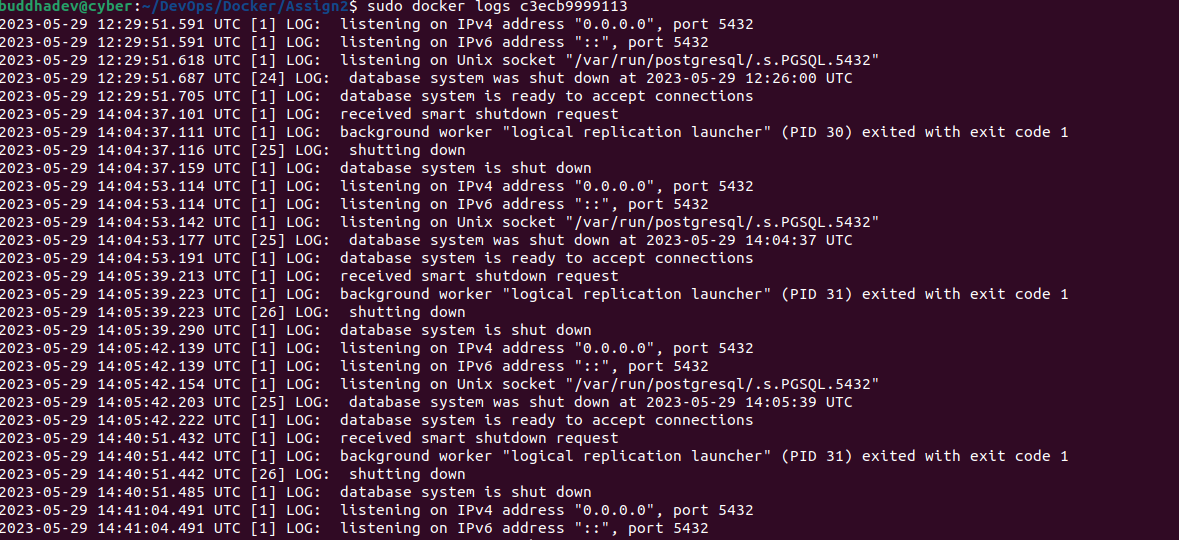 buddhadev@cyber:~/DevOps/Docker/Assign2$ sudo docker logs c3ecb9999113
2023-05-29 12:29:51.591 UTC [1] LOG:  listening on IPv4 address "0.0.0.0", port 5432
2023-05-29 12:29:51.591 UTC [1] LOG:  listening on IPv6 address "::", port 5432
2023-05-29 12:29:51.618 UTC [1] LOG:  listening on Unix socket "/var/run/postgresql/.s.PGSQL.5432"
2023-05-29 12:29:51.687 UTC [24] LOG:  database system was shut down at 2023-05-29 12:26:00 UTC
2023-05-29 12:29:51.705 UTC [1] LOG:  database system is ready to accept connections
2023-05-29 14:04:37.101 UTC [1] LOG:  received smart shutdown request
2023-05-29 14:04:37.111 UTC [1] LOG:  background worker "logical replication launcher" (PID 30) exited with exit code 1
2023-05-29 14:04:37.116 UTC [25] LOG:  shutting down
2023-05-29 14:04:37.159 UTC [1] LOG:  database system is shut down
2023-05-29 14:04:53.114 UTC [1] LOG:  listening on IPv4 address "0.0.0.0", port 5432
2023-05-29 14:04:53.114 UTC [1] LOG:  listening on IPv6 address "::", port 5432
2023-05-29 14:04:53.142 UTC [1] LOG:  listening on Unix socket "/var/run/postgresql/.s.PGSQL.5432"
2023-05-29 14:04:53.177 UTC [25] LOG:  database system was shut down at 2023-05-29 14:04:37 UTC
2023-05-29 14:04:53.191 UTC [1] LOG:  database system is ready to accept connections
2023-05-29 14:05:39.213 UTC [1] LOG:  received smart shutdown request
2023-05-29 14:05:39.223 UTC [1] LOG:  background worker "logical replication launcher" (PID 31) exited with exit code 1
2023-05-29 14:05:39.223 UTC [26] LOG:  shutting down
2023-05-29 14:05:39.290 UTC [1] LOG:  database system is shut down
2023-05-29 14:05:42.139 UTC [1] LOG:  listening on IPv4 address "0.0.0.0", port 5432
2023-05-29 14:05:42.139 UTC [1] LOG:  listening on IPv6 address "::", port 5432
2023-05-29 14:05:42.154 UTC [1] LOG:  listening on Unix socket "/var/run/postgresql/.s.PGSQL.5432"
2023-05-29 14:05:42.203 UTC [25] LOG:  database system was shut down at 2023-05-29 14:05:39 UTC
2023-05-29 14:05:42.222 UTC [1] LOG:  database system is ready to accept connections
2023-05-29 14:40:51.432 UTC [1] LOG:  received smart shutdown request
2023-05-29 14:40:51.442 UTC [1] LOG:  background worker "logical replication launcher" (PID 31) exited with exit code 1
2023-05-29 14:40:51.442 UTC [26] LOG:  shutting down
2023-05-29 14:40:51.485 UTC [1] LOG:  database system is shut down
2023-05-29 14:41:04.491 UTC [1] LOG:  listening on IPv4 address "0.0.0.0", port 5432
2023-05-29 14:41:04.491 UTC [1] LOG:  listening on IPv6 address "::", port 5432